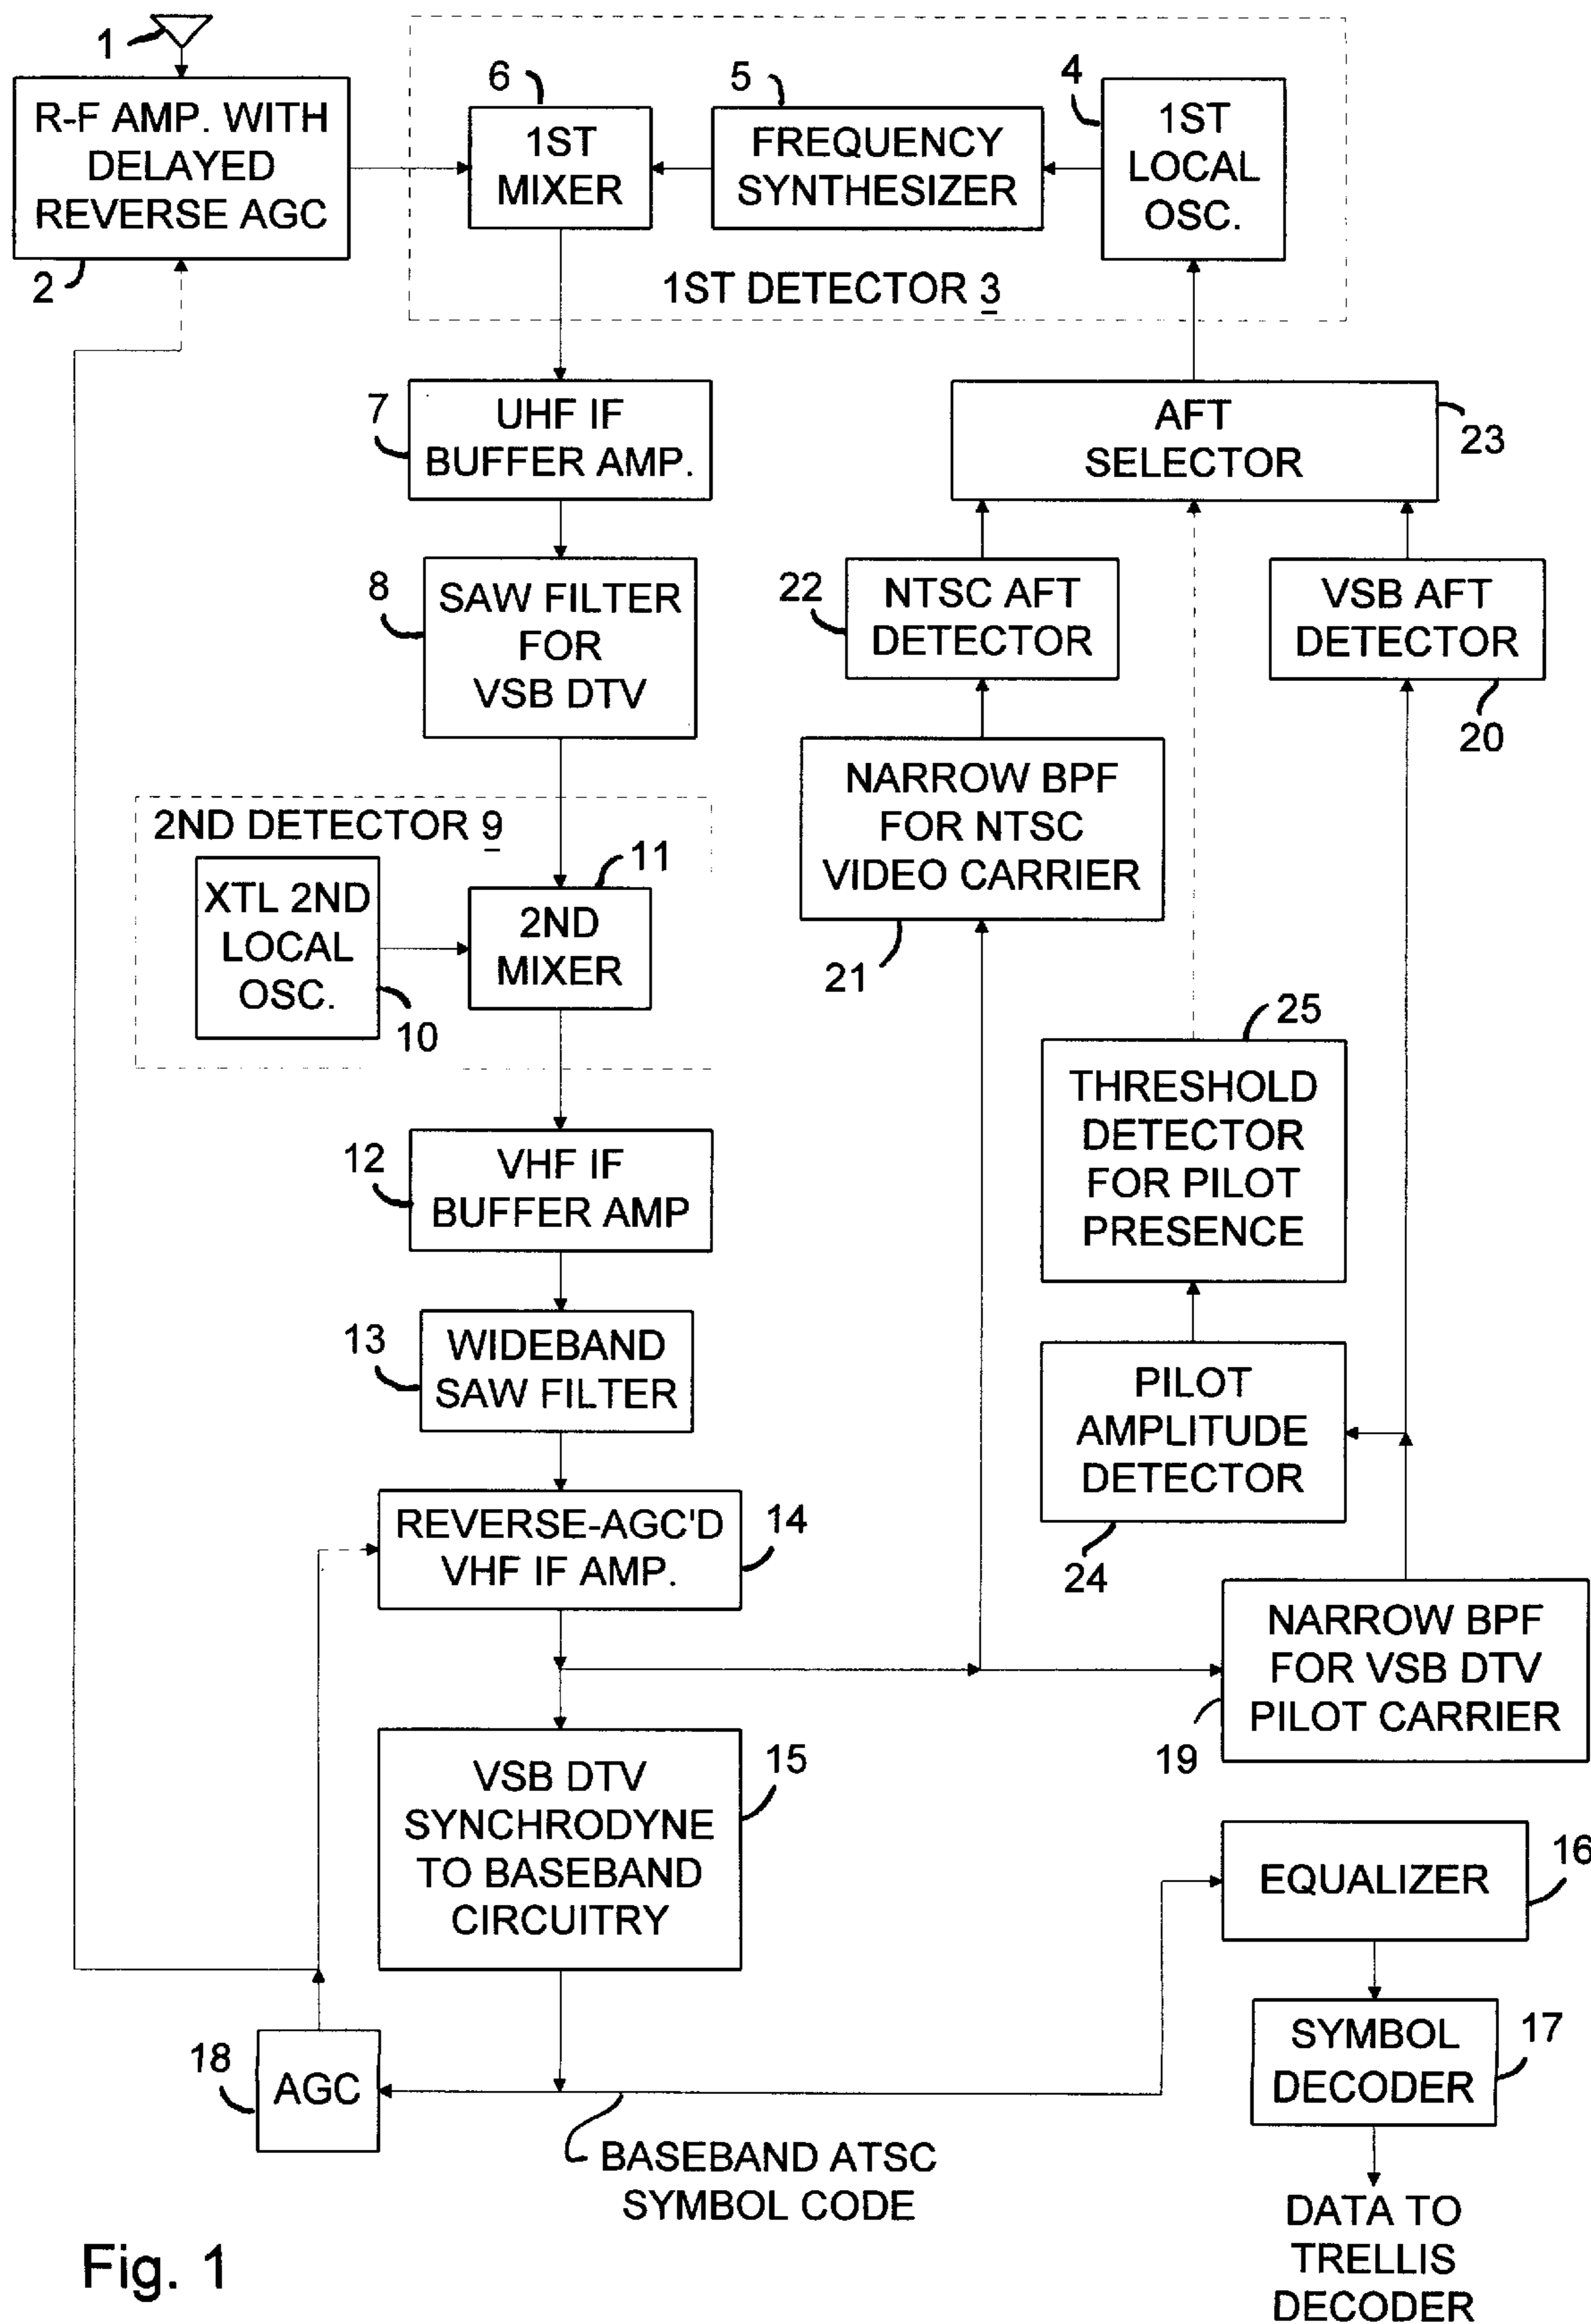 1
R-F AMP. WITH
DELAYED
REVERSE AGC
2
6
1ST
MIXER
5
FREQUENCY
SYNTHESIZER
4
1ST
LOCAL
OSC.
1ST DETECTOR 3
7
UHF IF
BUFFER AMP.
AFT
SELECTOR
23
8
SAW FILTER
FOR
VSB DTV
22
NTSC AFT
DETECTOR
VSB AFT
DETECTOR
20
NARROW BPF
FOR NTSC
VIDEO CARRIER
21
2ND DETECTOR 9
XTL 2ND
LOCAL
OSC.
10
11
2ND
MIXER
25
THRESHOLD
DETECTOR
FOR PILOT
PRESENCE
12
VHF IF
BUFFER AMP
13
WIDEBAND
SAW FILTER
PILOT
AMPLITUDE
DETECTOR
24
REVERSE-AGC'D
VHF IF AMP.
14
NARROW BPF
FOR VSB DTV
PILOT CARRIER
19
VSB DTV
SYNCHRODYNE
TO BASEBAND
CIRCUITRY
15
EQUALIZER
16
SYMBOL
DECODER
17
18
AGC
BASEBAND ATSC
SYMBOL CODE
DATA TO
TRELLIS
DECODER
Fig. 1